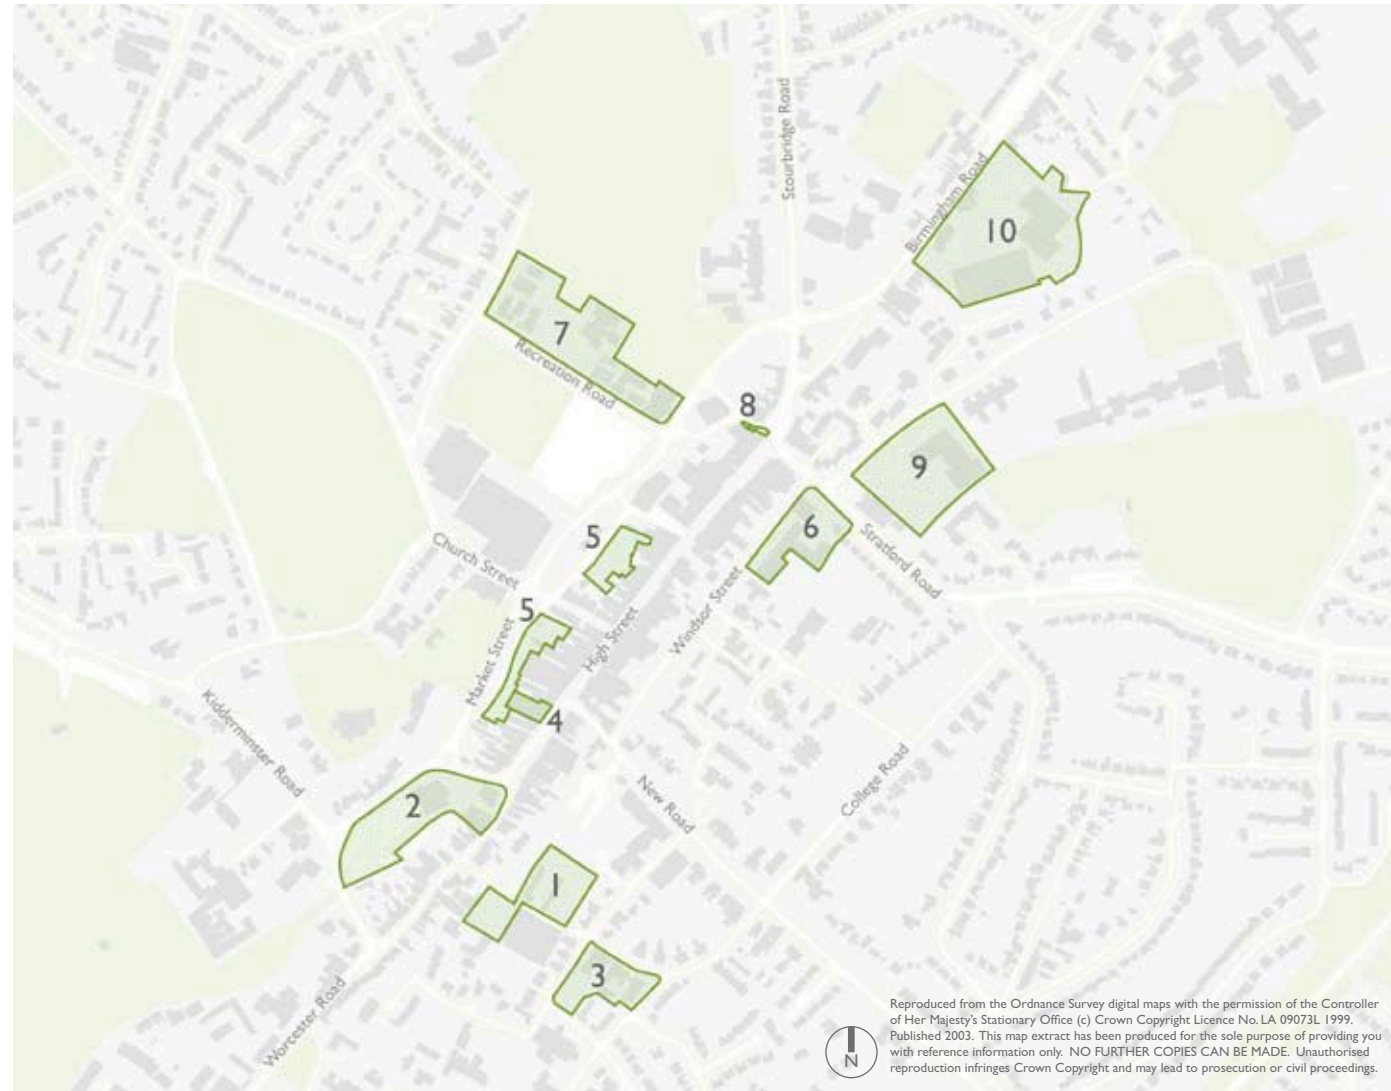 Stourbridge Road
Birmingham Road
10
7
Recreation Road
8
9
6
5
Stratford Road
Church Street
5
High Street
Windsor Street
Market Street
4
Kidderminster Road
New Road
College Road
2
1
3
Worcester Road
N
Reproduced from the Ordnance Survey digital maps with the permission of the Controller
of Her Majesty's Stationary Office (c) Crown Copyright Licence No. LA 09073L 1999.
Published 2003. This map extract has been produced for the sole purpose of providing you
with reference information only. NO FURTHER COPIES CAN BE MADE. Unauthorised
reproduction infringes Crown Copyright and may lead to prosecution or civil proceedings.